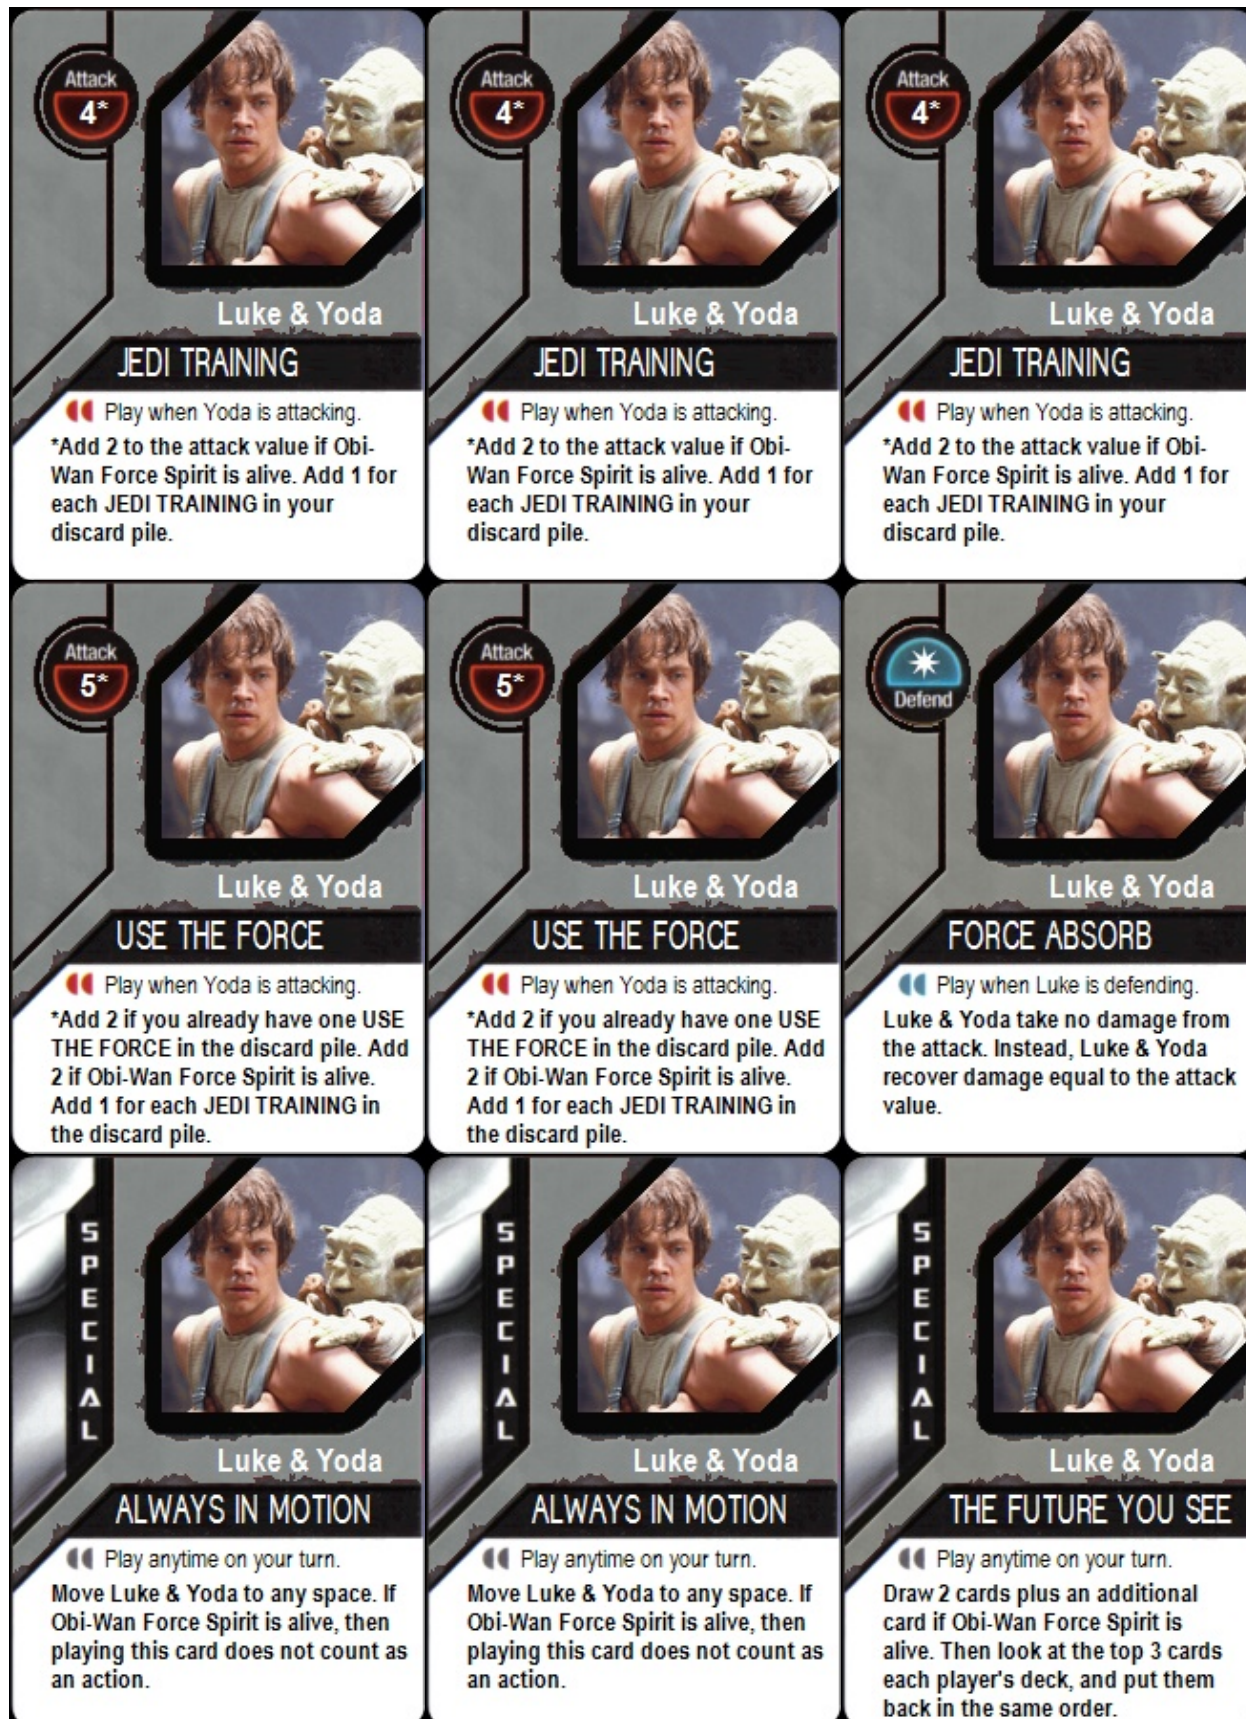 Attack
4*
Luke & Yoda
JEDI TRAINING
Play when Yoda is attacking.
*Add 2 to the attack value if Obi-
Wan Force Spirit is alive. Add 1 for
each JEDI TRAINING in your
discard pile.
Attack
4*
Luke & Yoda
JEDI TRAINING
Play when Yoda is attacking.
*Add 2 to the attack value if Obi-
Wan Force Spirit is alive. Add 1 for
each JEDI TRAINING in your
discard pile.
Attack
4*
Luke & Yoda
JEDI TRAINING
Play when Yoda is attacking.
*Add 2 to the attack value if Obi-
Wan Force Spirit is alive. Add 1 for
each JEDI TRAINING in your
discard pile.
Attack
5*
Luke & Yoda
USE THE FORCE
Play when Yoda is attacking.
*Add 2 if you already have one USE
THE FORCE in the discard pile. Add
2 if Obi-Wan Force Spirit is alive.
Add 1 for each JEDI TRAINING in
the discard pile.
Attack
5*
Luke & Yoda
USE THE FORCE
Play when Yoda is attacking.
*Add 2 if you already have one USE
THE FORCE in the discard pile. Add
2 if Obi-Wan Force Spirit is alive.
Add 1 for each JEDI TRAINING in
the discard pile.
Defend
Luke & Yoda
FORCE ABSORB
Play when Luke is defending.
Luke & Yoda take no damage from
the attack. Instead, Luke & Yoda
recover damage equal to the attack
value.
SPECIAL
Luke & Yoda
ALWAYS IN MOTION
Play anytime on your turn.
Move Luke & Yoda to any space. If
Obi-Wan Force Spirit is alive, then
playing this card does not count as
an action.
SPECIAL
Luke & Yoda
ALWAYS IN MOTION
Play anytime on your turn.
Move Luke & Yoda to any space. If
Obi-Wan Force Spirit is alive, then
playing this card does not count as
an action.
SPECIAL
Luke & Yoda
THE FUTURE YOU SEE
Play anytime on your turn.
Draw 2 cards plus an additional
card if Obi-Wan Force Spirit is
alive. Then look at the top 3 cards
each player's deck, and put them
back in the same order.